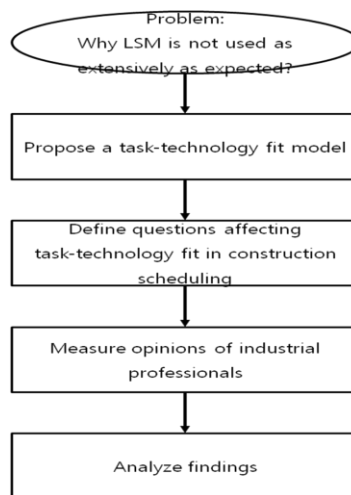 Problem:
Why LSM is not used as
extensively as expected?
Propose a task-technology fit model
Define questions affecting
task-technology fit in construction
scheduling
Measure opinions of industrial
professionals
Analyze findings